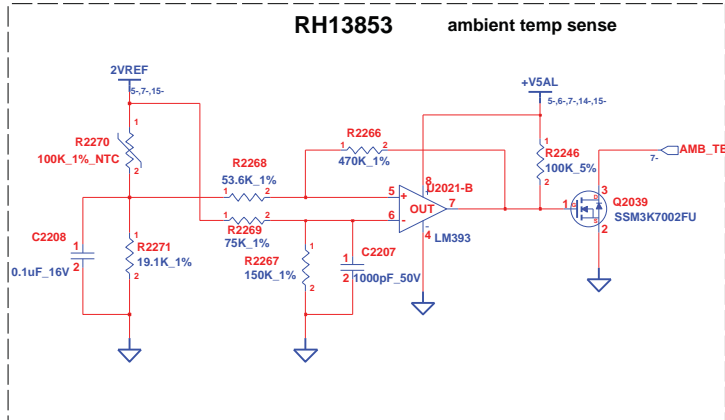 RH13853 ambient temp sense
2VREF
5-,7-,15-
+V5AL
5-,6-,7-,14-,15-
1
R2270
100K_1%_NTC
2
1 R2266 2
470K_1%
1
R2246
100K_5%
2
7- AMB_TE
R2268
1 2
53.6K_1%
1 2
R2269
75K_1%
5 +
6 -
8
+
U2021-B
OUT 7
-
4 LM393
1 G
D
S
3
Q2039
SSM3K7002FU
2
C2208
1
2
0.1uF_16V
1
R2271
19.1K_1%
2
1
R2267
150K_1%
2
C2207
1
2
1000pF_50V